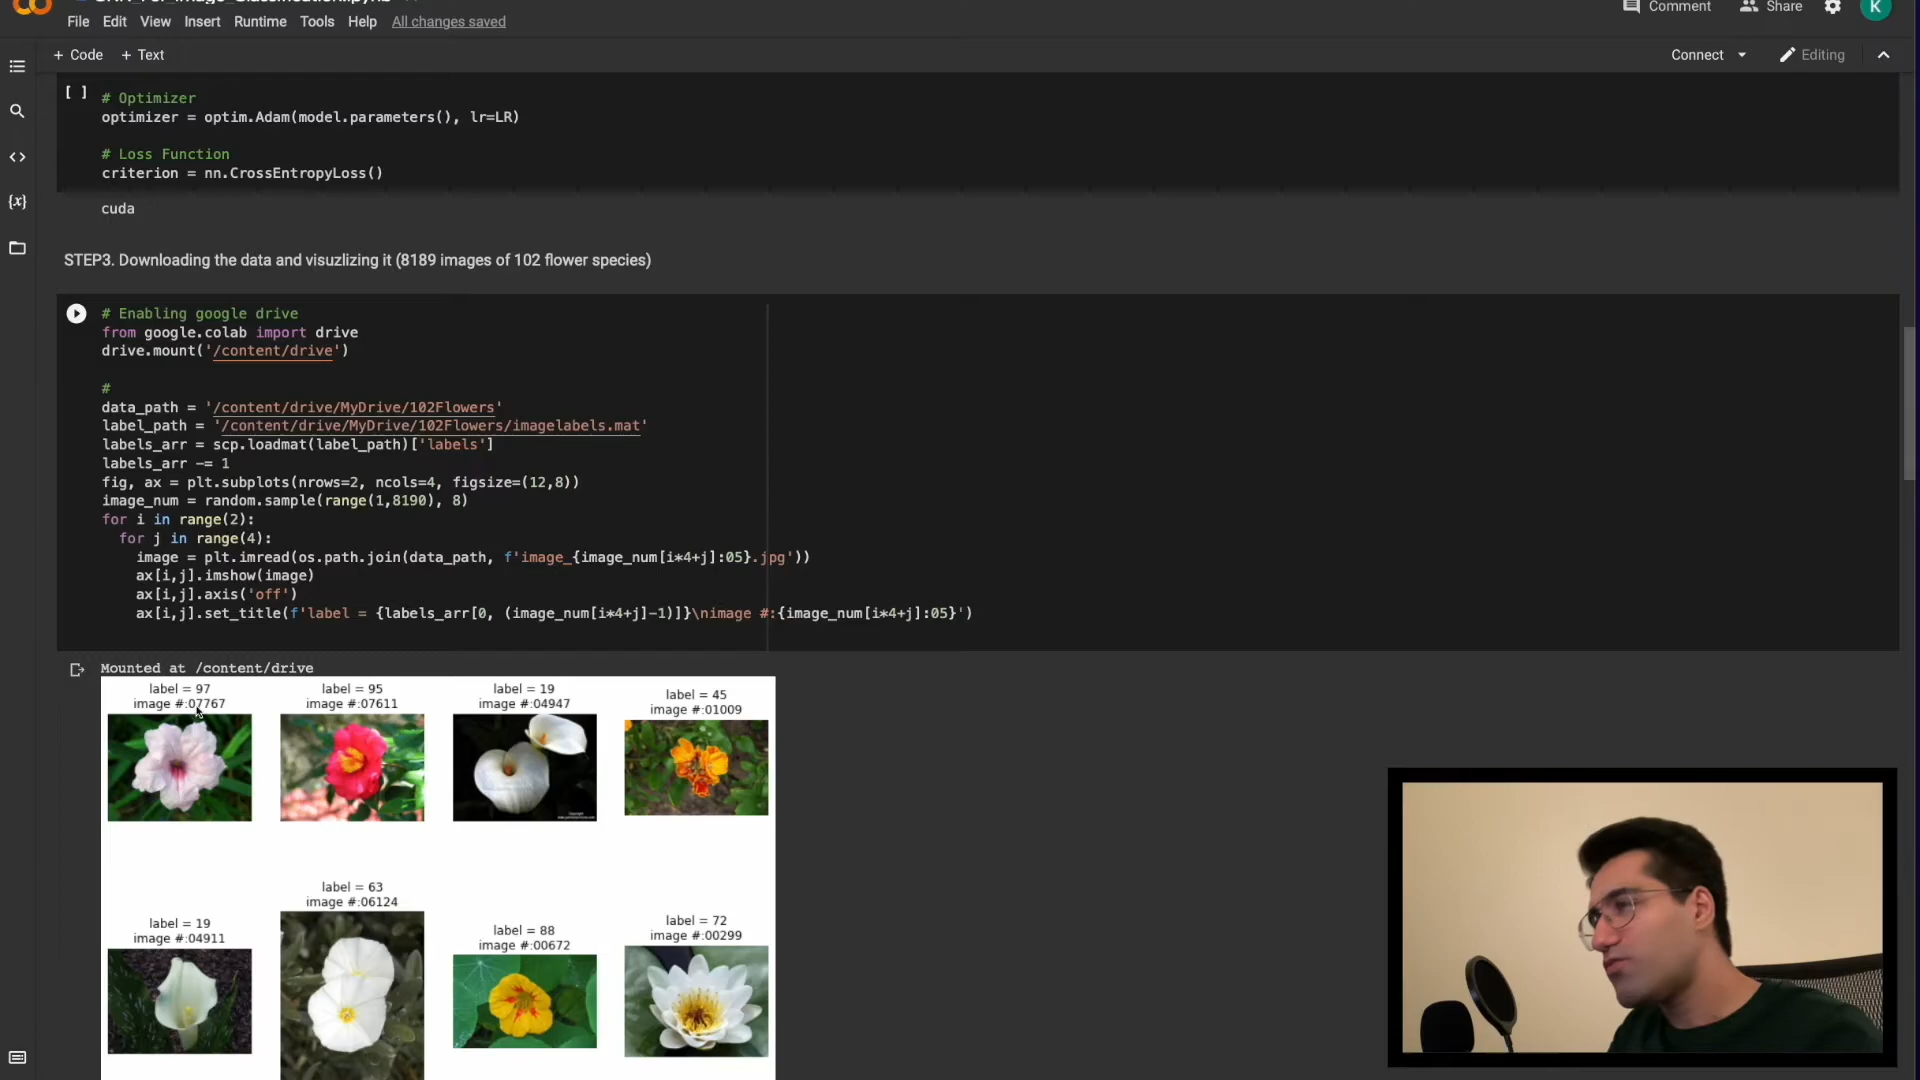 File Edit View Insert Runtime Tools Help All changes saved
Comment Share K
+ Code + Text
Connect Editing
[ ]
# Optimizer
optimizer = optim.Adam(model.parameters(), lr=LR)
# Loss Function
criterion = nn.CrossEntropyLoss()
cuda
STEP3. Downloading the data and visuzlizing it (8189 images of 102 flower species)
# Enabling google drive
from google.colab import drive
drive.mount('/content/drive')
#
data_path = '/content/drive/MyDrive/102Flowers'
label_path = '/content/drive/MyDrive/102Flowers/imagelabels.mat'
labels_arr = scp.loadmat(label_path)['labels']
labels_arr -= 1
fig, ax = plt.subplots(nrows=2, ncols=4, figsize=(12,8))
image_num = random.sample(range(1,8190), 8)
for i in range(2):
for j in range(4):
image = plt.imread(os.path.join(data_path, f'image_{image_num[i*4+j]:05}.jpg'))
ax[i,j].imshow(image)
ax[i,j].axis('off')
ax[i,j].set_title(f'label = {labels_arr[0, (image_num[i*4+j]-1)]}\nimage #:{image_num[i*4+j]:05}')
Mounted at /content/drive
label = 97
image #:07767
label = 95
image #:07611
label = 19
image #:04947
label = 45
image #:01009
label = 19
image #:04911
label = 63
image #:06124
label = 88
image #:00672
label = 72
image #:00299